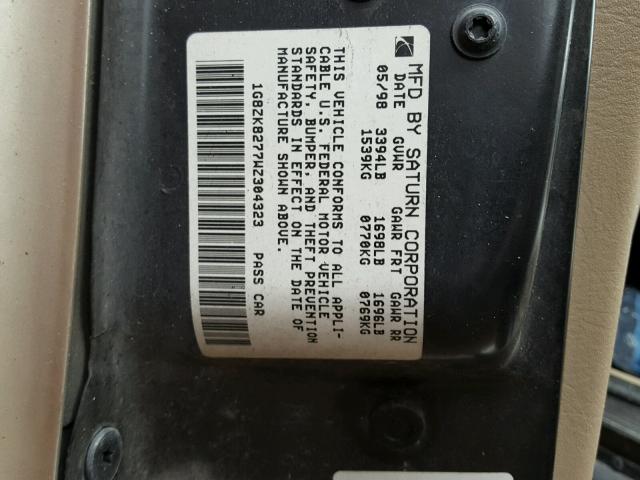 MFD BY SATURN CORPORATION
DATE GVWR GAWR FRT GAWR RR
05/98 3394LB 1698LB 1696LB
1539KG 0770KG 0769KG
THIS VEHICLE CONFORMS TO ALL APPLI-
CABLE U.S. FEDERAL MOTOR VEHICLE
SAFETY, BUMPER, AND THEFT PREVENTION
STANDARDS IN EFFECT ON THE DATE OF
MANUFACTURE SHOWN ABOVE.
1G8ZK8277WZ304323 PASS CAR